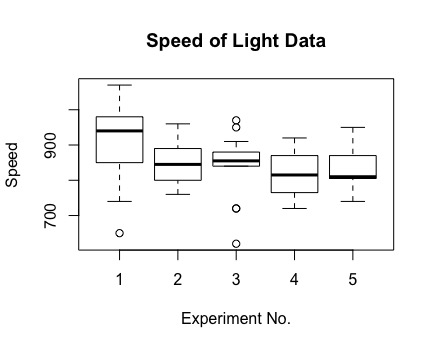 Speed of Light Data
Speed
900
700
1 2 3 4 5
Experiment No.